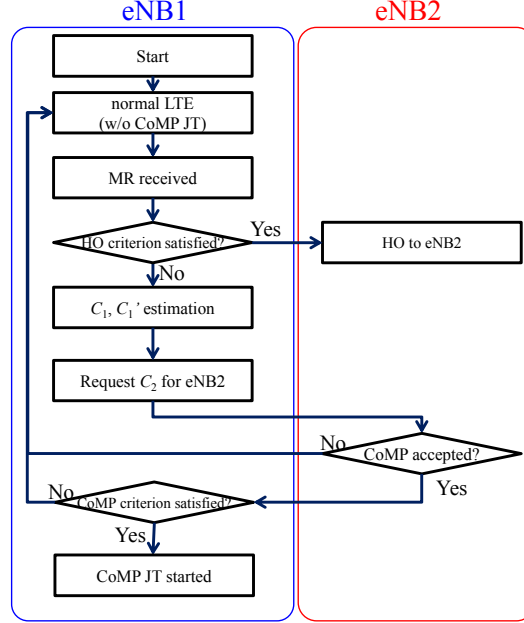 eNB1
eNB2
Start
normal LTE
(w/o CoMP JT)
MR received
HO criterion satisfied?
Yes
HO to eNB2
No
C₁, C₁’ estimation
Request C₂ for eNB2
No
CoMP accepted?
Yes
No
CoMP criterion satisfied?
Yes
CoMP JT started